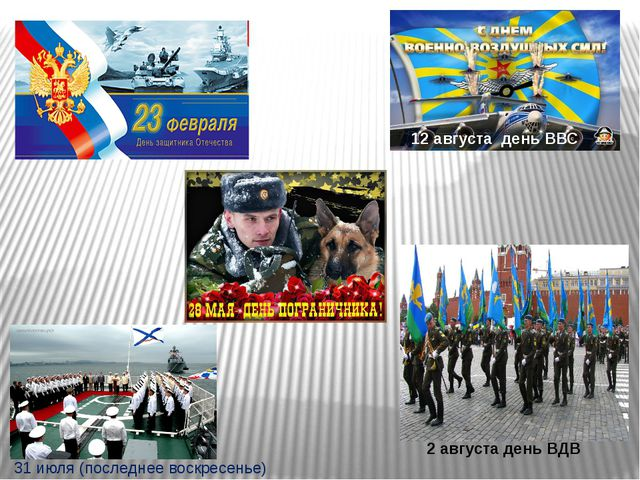 23 февраля
День защитника Отечества
С ДНЕМ
ВОЕННО-ВОЗДУШНЫХ СИЛ!
12 августа день ВВС
28 МАЯ-ДЕНЬ ПОГРАНИЧНИКА!
31 июля (последнее воскресенье)
2 августа день ВДВ